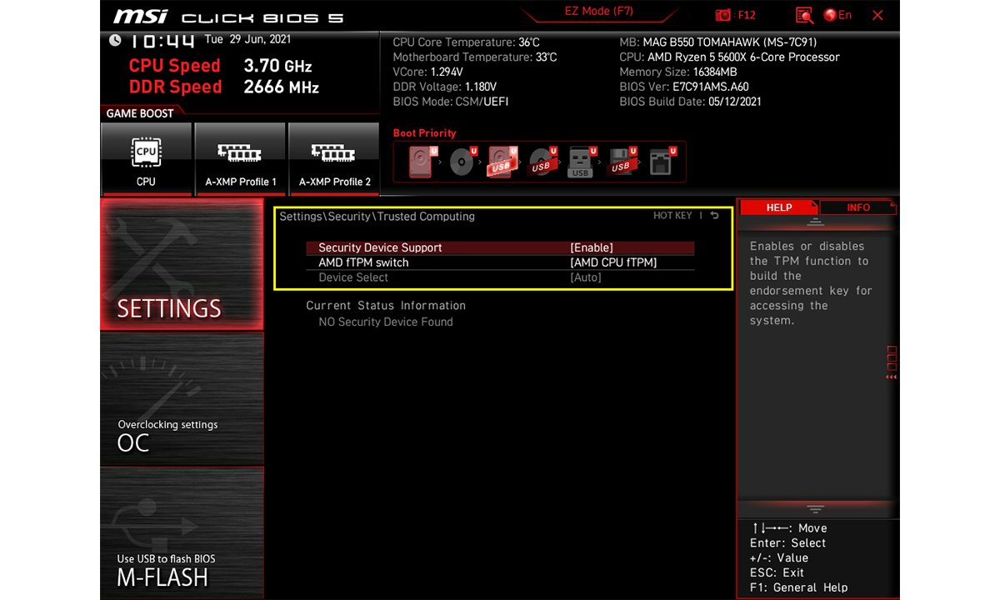 msi CLICK BIOS 5
EZ Mode (F7)
: F12
En
10:44 Tue 29 Jun, 2021
CPU Speed 3.70 GHz
DDR Speed 2666 MHz
CPU Core Temperature: 36°C
Motherboard Temperature: 33°C
VCore: 1.294V
DDR Voltage: 1.180V
BIOS Mode: CSM/UEFI
MB: MAG B550 TOMAHAWK (MS-7C91)
CPU: AMD Ryzen 5 5600X 6-Core Processor
Memory Size: 16384MB
BIOS Ver: E7C91AMS.A60
BIOS Build Date: 05/12/2021
GAME BOOST
CPU
CPU
A-XMP Profile 1
A-XMP Profile 2
Boot Priority
U U U U U U U
USB USB USB USB
SETTINGS
Overclocking settings
OC
Use USB to flash BIOS
M-FLASH
Settings\Security\Trusted Computing
HOT KEY |
Security Device Support [Enable]
AMD fTPM switch [AMD CPU fTPM]
Device Select [Auto]
Current Status Information
NO Security Device Found
HELP INFO
Enables or disables
the TPM function to
build the
endorsement key for
accessing the
system.
↑↓→←: Move
Enter: Select
+/-: Value
ESC: Exit
F1: General Help